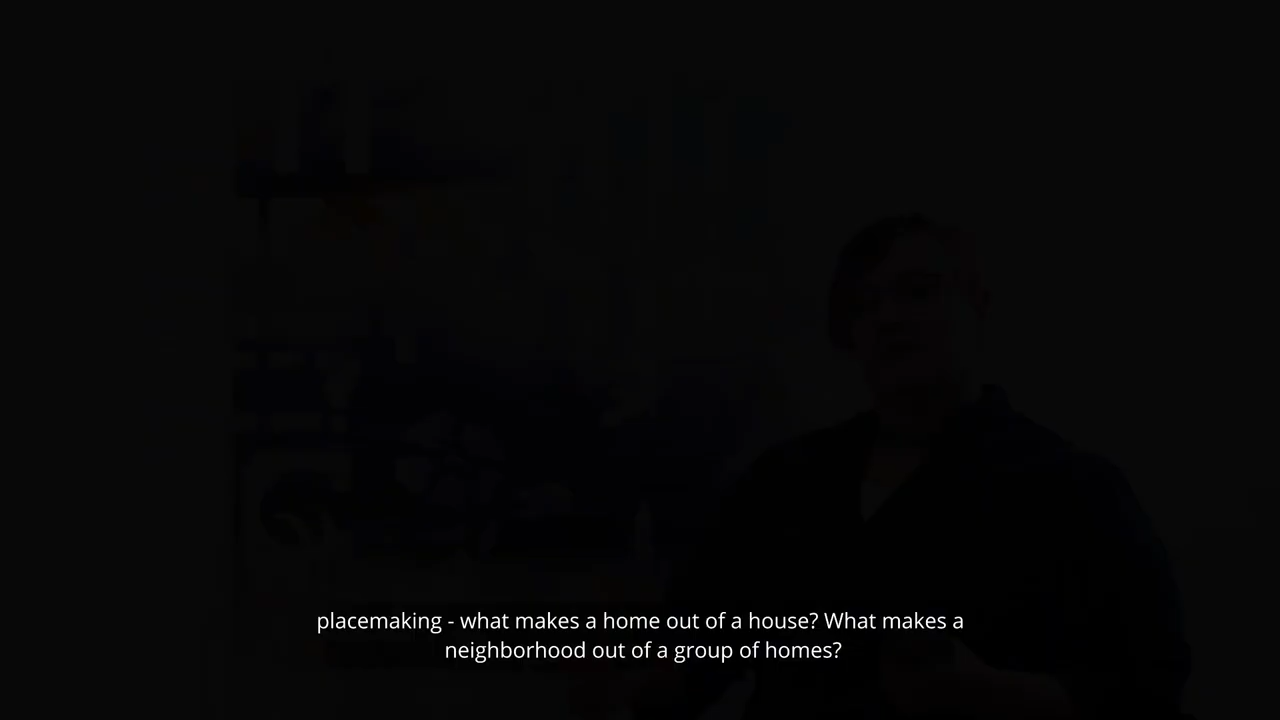 placemaking - what makes a home out of a house? What makes a
neighborhood out of a group of homes?